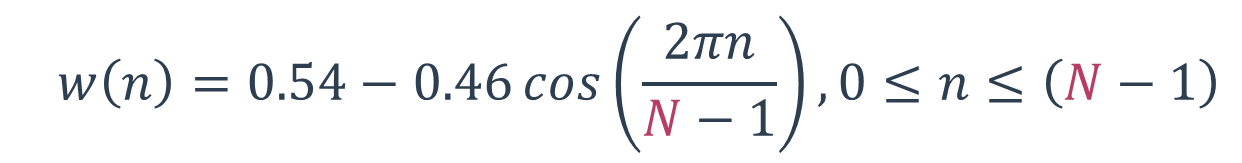 w(n) = 0.54 − 0.46 cos(2πn / N − 1), 0 ≤ n ≤ (N − 1)